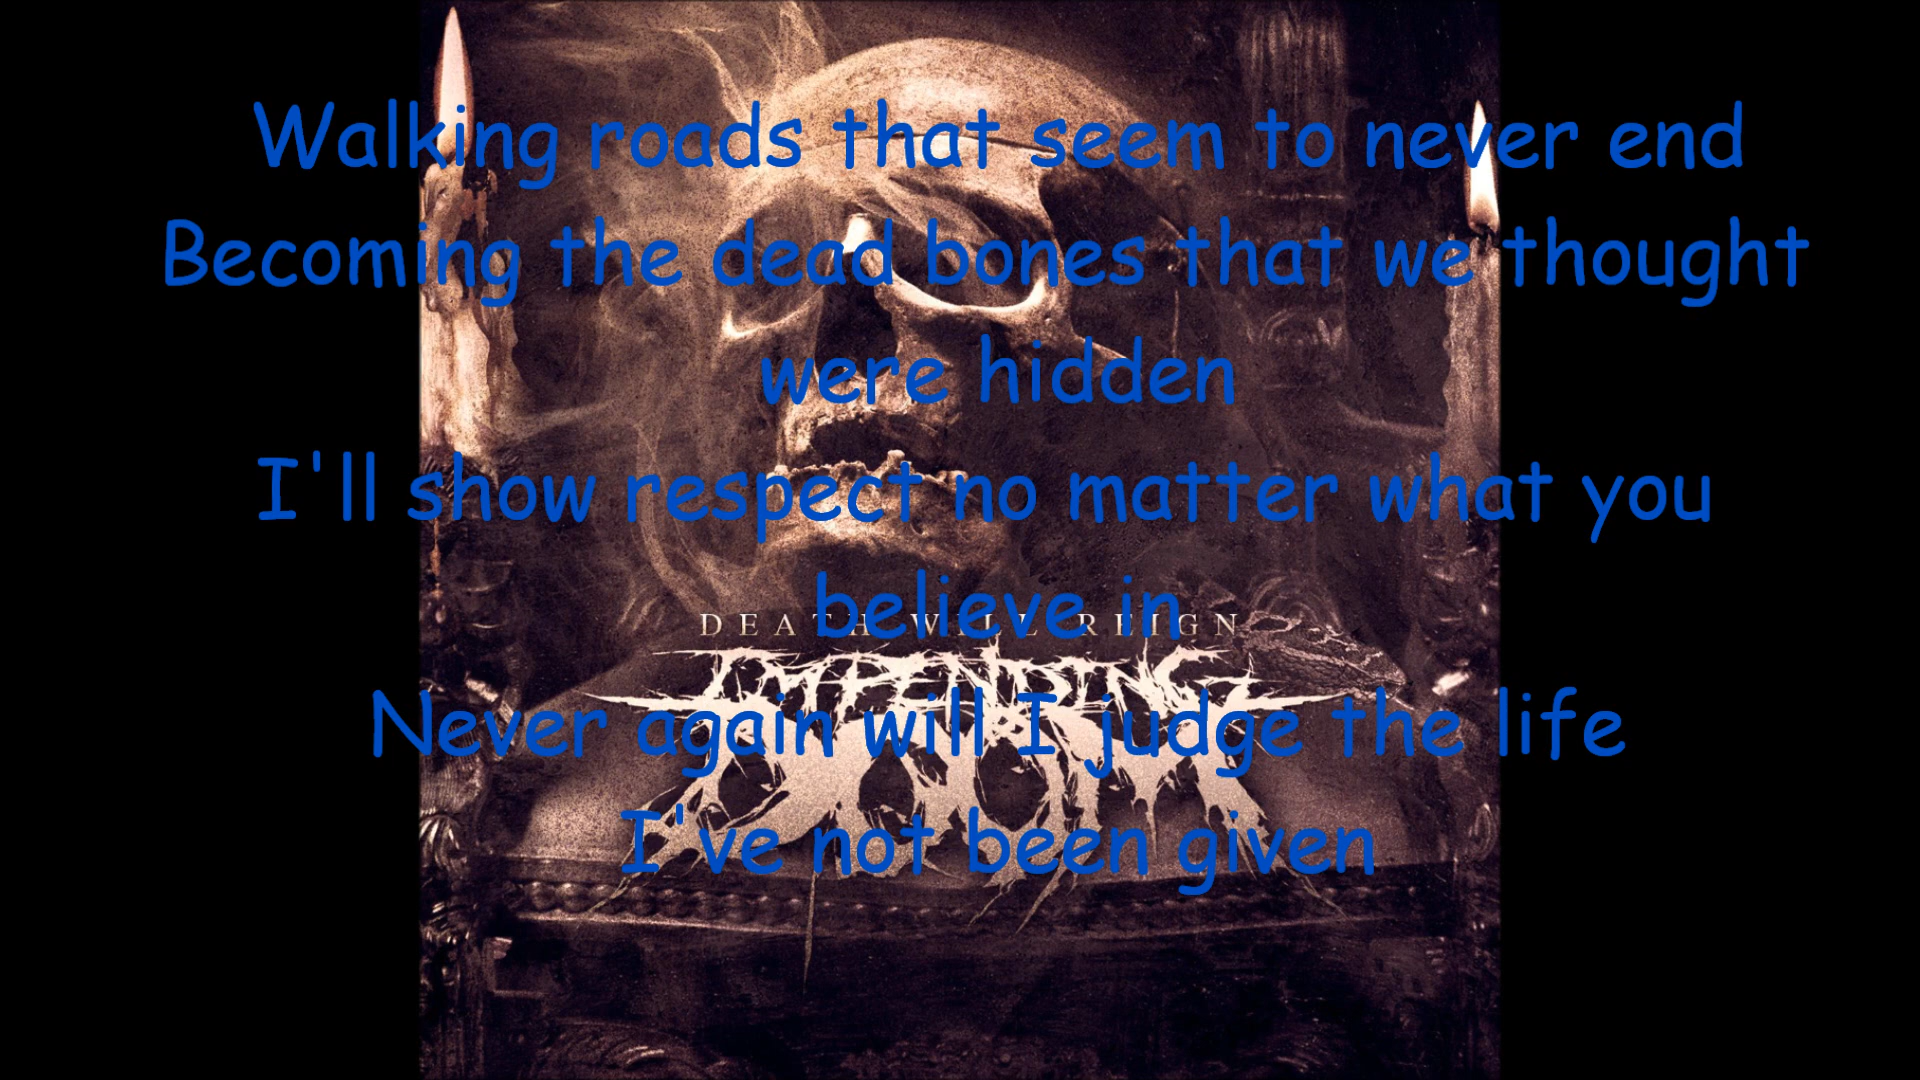 Walking roads that seem to never end
Becoming the dead bones that we thought
were hidden
I'll show respect no matter what you
believe in
DEATH WILL REIGN
IMPENDING
Never again will I judge the life
DOOM
I've not been given